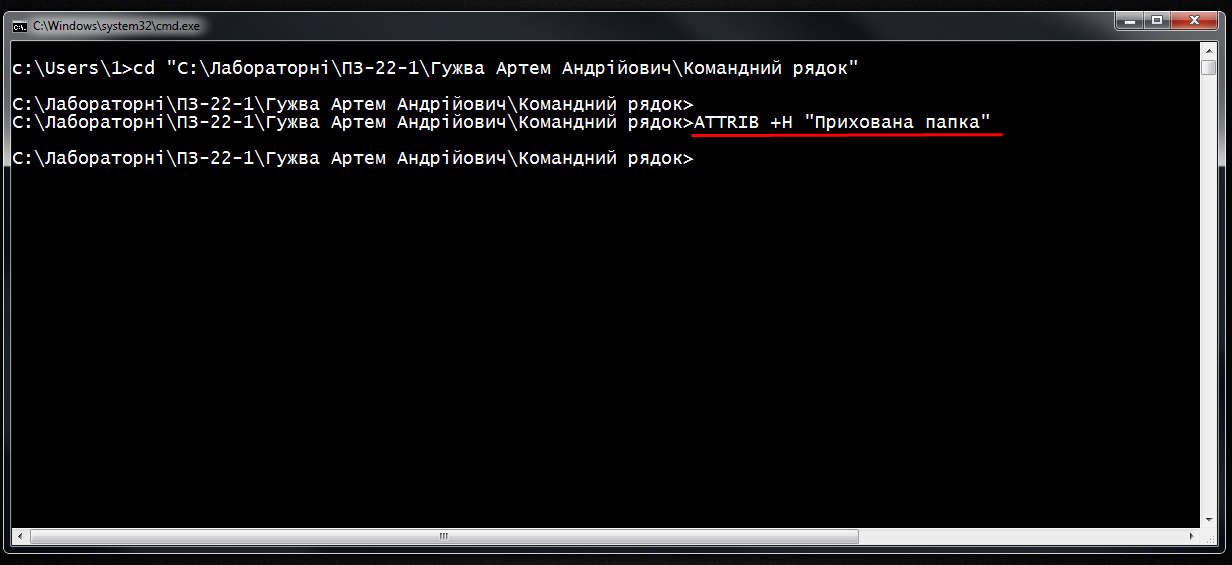 C:\Windows\system32\cmd.exe
c:\Users\1>cd "C:\Лабораторні\ПЗ-22-1\Гужва Артем Андрійович\Командний рядок"
C:\Лабораторні\ПЗ-22-1\Гужва Артем Андрійович\Командний рядок>
C:\Лабораторні\ПЗ-22-1\Гужва Артем Андрійович\Командний рядок>ATTRIB +H "Прихована папка"
C:\Лабораторні\ПЗ-22-1\Гужва Артем Андрійович\Командний рядок>